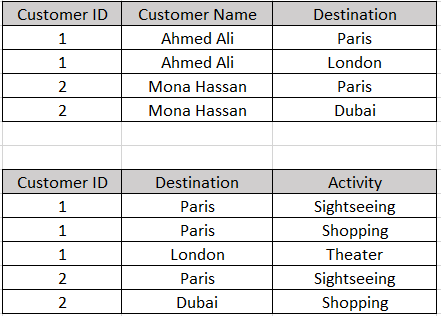 Customer ID Customer Name Destination
1 Ahmed Ali Paris
1 Ahmed Ali London
2 Mona Hassan Paris
2 Mona Hassan Dubai
Customer ID Destination Activity
1 Paris Sightseeing
1 Paris Shopping
1 London Theater
2 Paris Sightseeing
2 Dubai Shopping